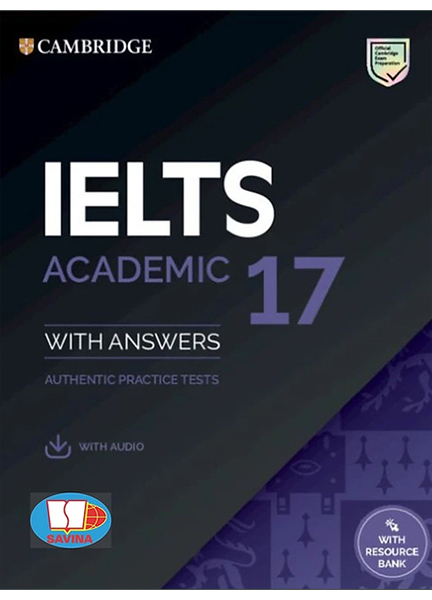 CAMBRIDGE
Official
Cambridge
Exam
Preparation
IELTS
ACADEMIC 17
WITH ANSWERS
AUTHENTIC PRACTICE TESTS
WITH AUDIO
SAVINA
WITH
RESOURCE
BANK